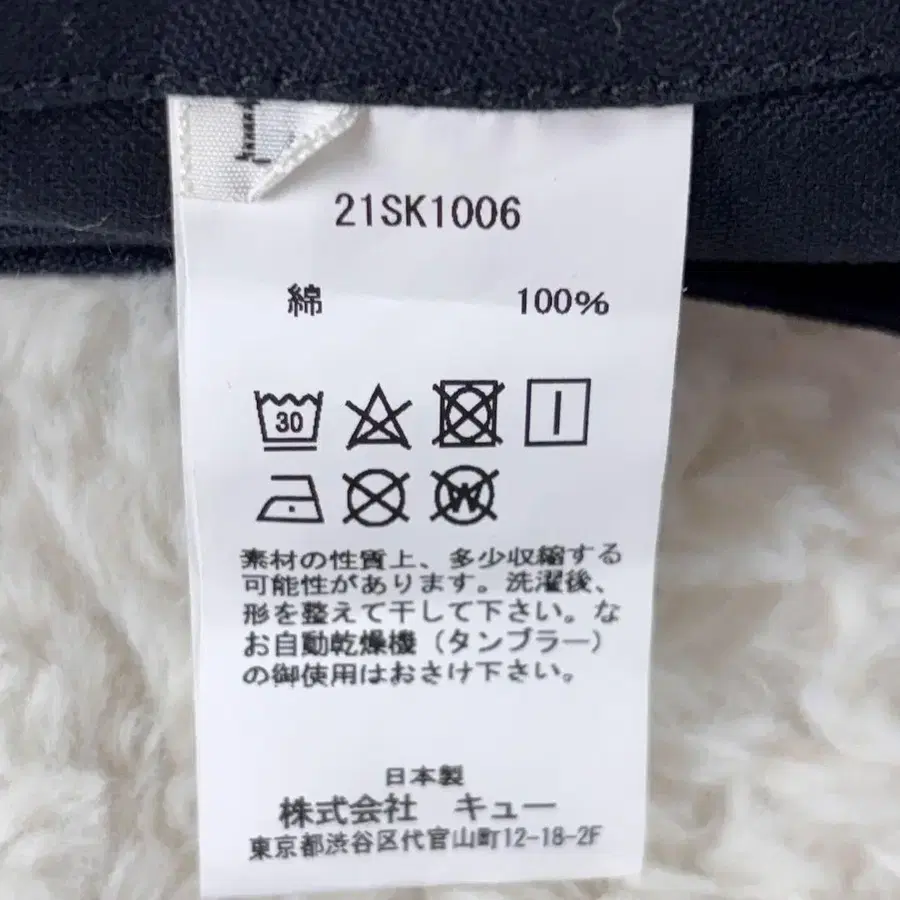 21SK1006
綿 100%
30
W
素材の性質上、多少収縮する
可能性があります。洗濯後、
形を整えて干して下さい。な
お自動乾燥機（タンブラー）
の御使用はおさけ下さい。
日本製
株式会社 キュー
東京都渋谷区代官山町12-18-2F